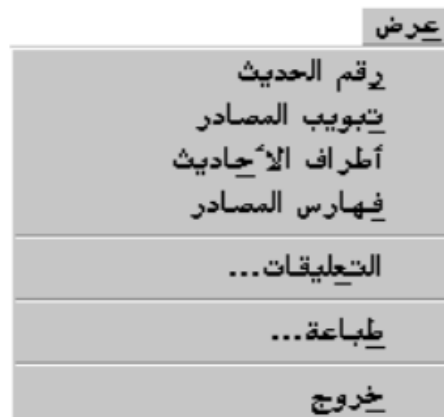 عرض
رقم الحديث
تبويب المصادر
أطراف الأحاديث
فهارس المصادر
التعليقات...
طباعة...
خروج